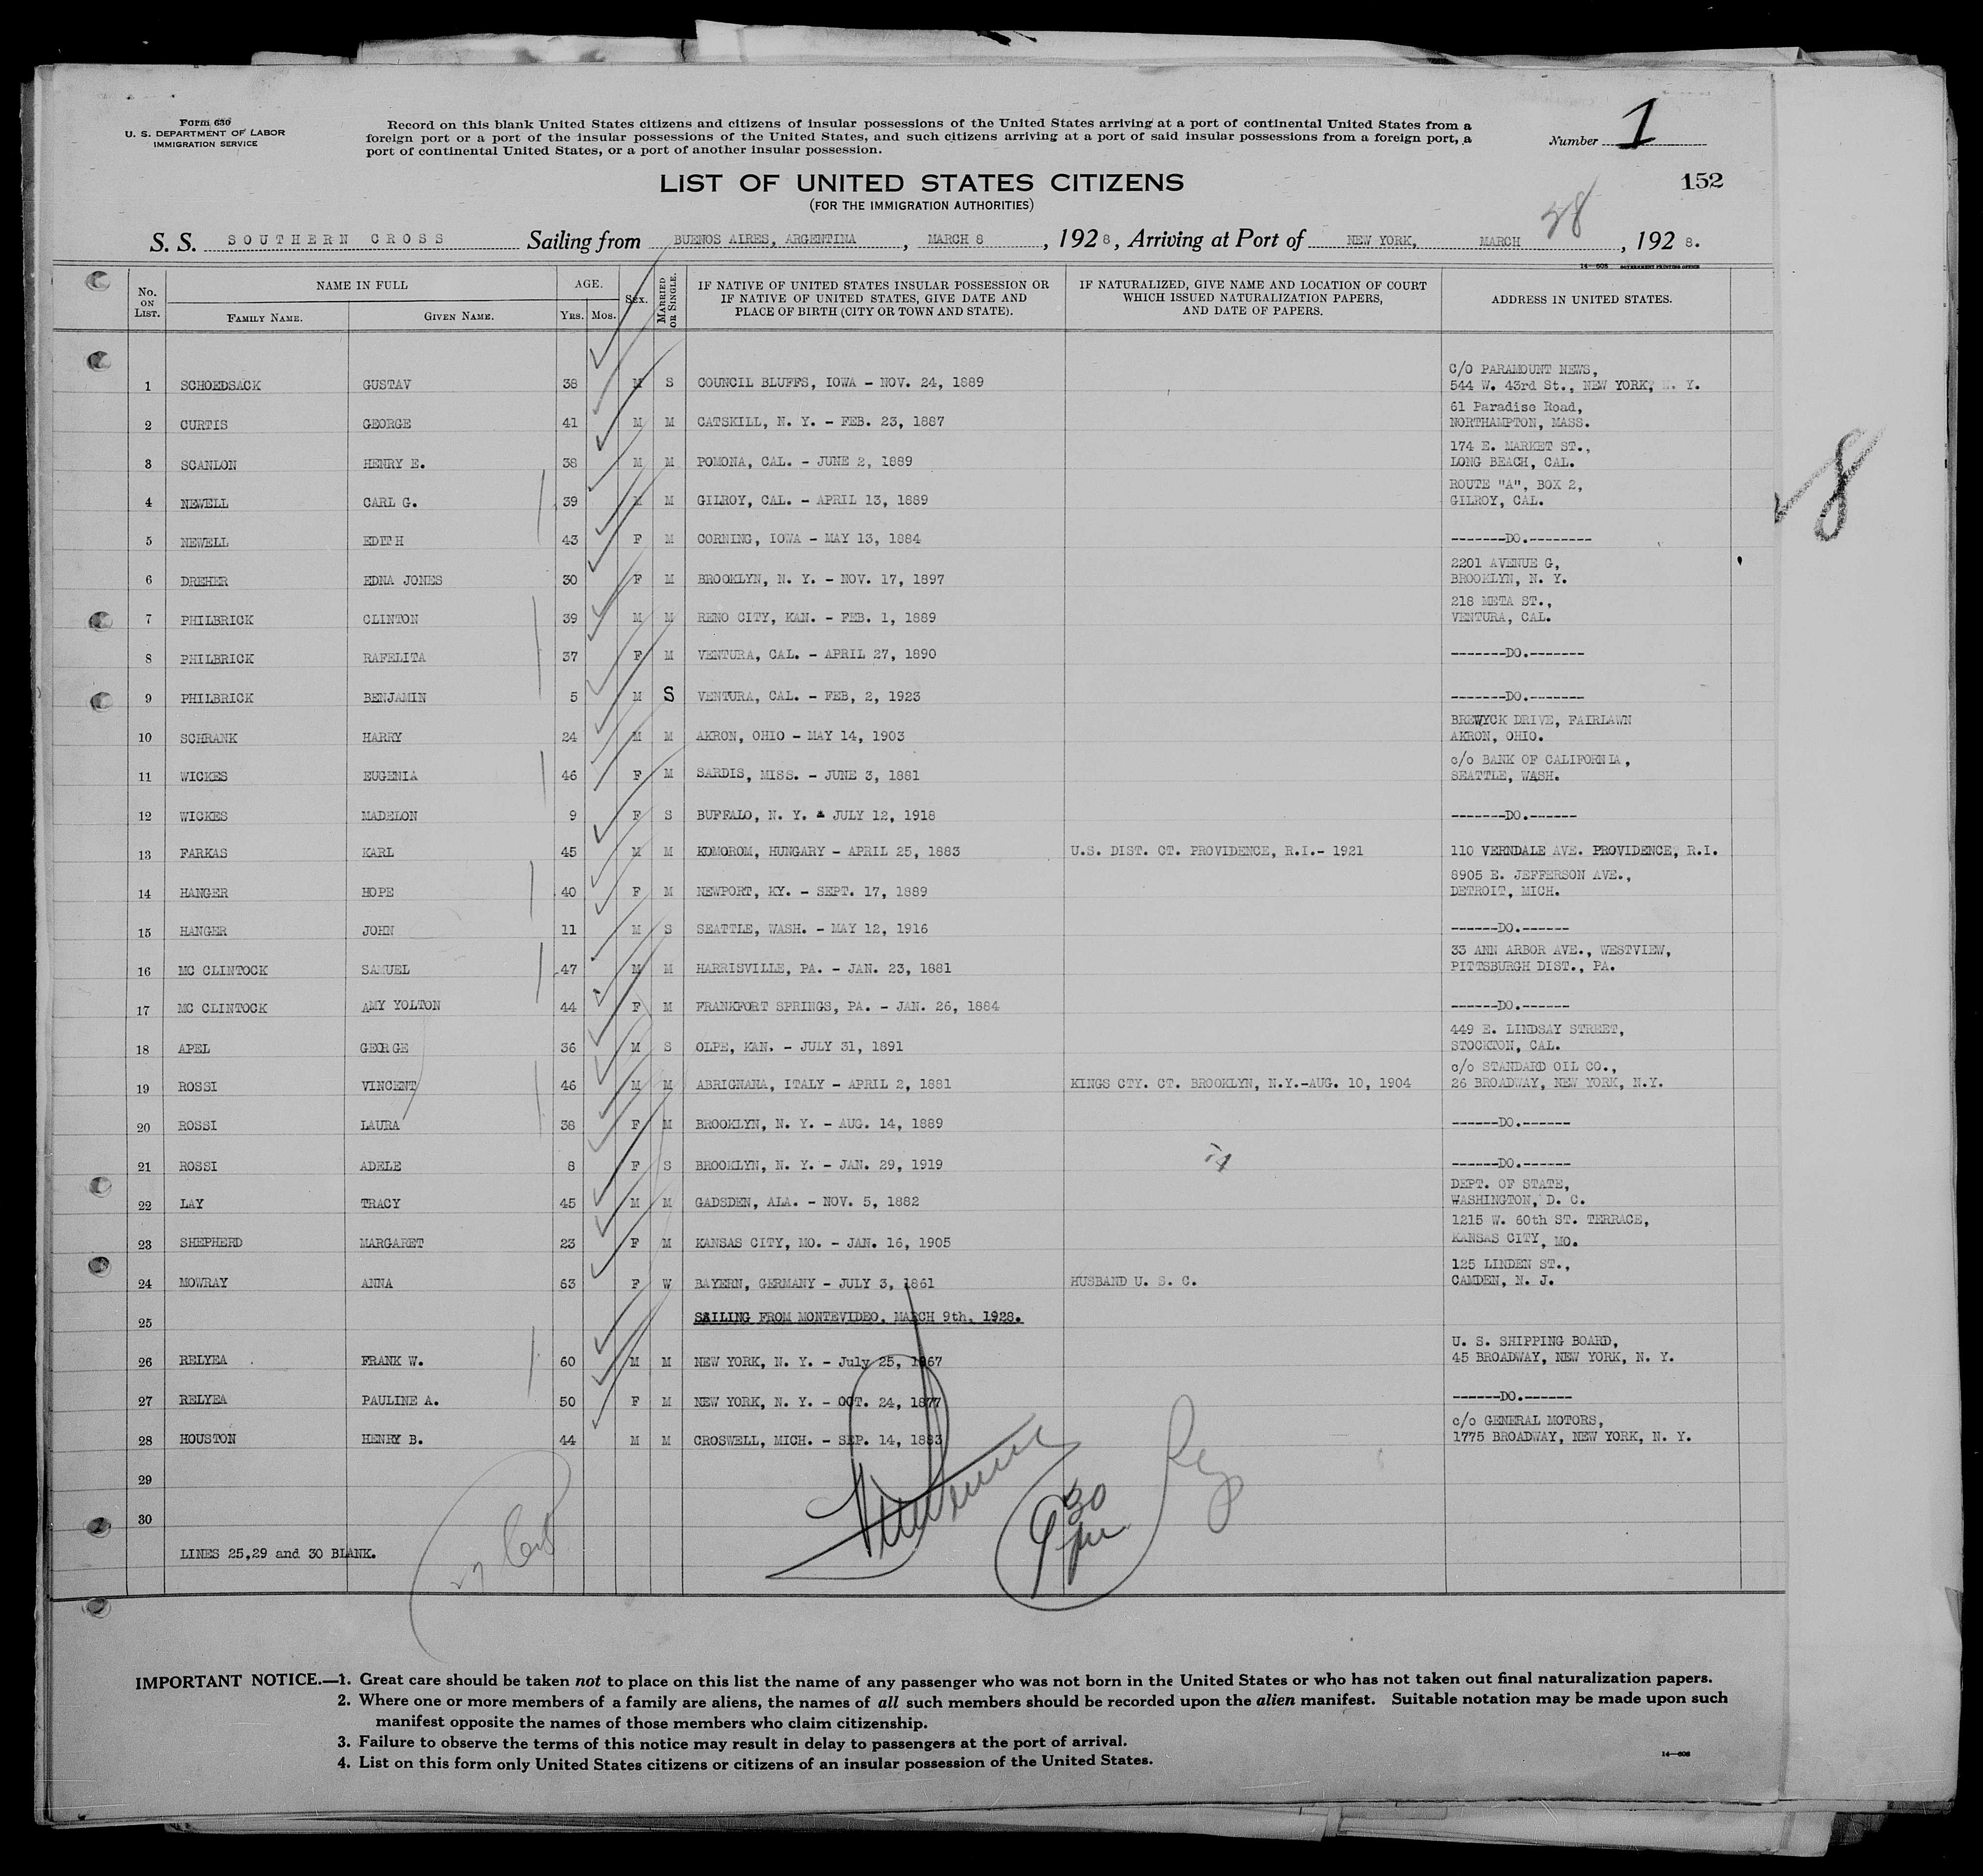 Form 630
U. S. DEPARTMENT OF LABOR
IMMIGRATION SERVICE
Record on this blank United States citizens and citizens of insular possessions of the United States arriving at a port of continental United States from a
foreign port or a port of the insular possessions of the United States, and such citizens arriving at a port of said insular possessions from a foreign port, a
port of continental United States, or a port of another insular possession.
Number 1
LIST OF UNITED STATES CITIZENS
152
(FOR THE IMMIGRATION AUTHORITIES)
S. S. SOUTHERN CROSS Sailing from BUENOS AIRES, ARGENTINA, MARCH 8, 1928, Arriving at Port of NEW YORK, MARCH 28, 1928.
14—608 GOVERNMENT PRINTING OFFICE
No. ON LIST. NAME IN FULL FAMILY NAME. GIVEN NAME. AGE. YRS. MOS. SEX. MARRIED OR SINGLE. IF NATIVE OF UNITED STATES INSULAR POSSESSION OR IF NATIVE OF UNITED STATES, GIVE DATE AND PLACE OF BIRTH (CITY OR TOWN AND STATE). IF NATURALIZED, GIVE NAME AND LOCATION OF COURT WHICH ISSUED NATURALIZATION PAPERS, AND DATE OF PAPERS. ADDRESS IN UNITED STATES.
1 SCHOEDSACK GUSTAV 38 M S COUNCIL BLUFFS, IOWA - NOV. 24, 1889 C/O PARAMOUNT NEWS,
544 W. 43rd St., NEW YORK, N. Y.
2 CURTIS GEORGE 41 M M CATSKILL, N. Y. - FEB. 23, 1887 61 Paradise Road,
NORTHAMPTON, MASS.
3 SCANLON HENRY E. 38 M M POMONA, CAL. - JUNE 2, 1889 174 E. MARKET ST.,
LONG BEACH, CAL.
4 NEWELL CARL G. 39 M M GILROY, CAL. - APRIL 13, 1889 ROUTE "A", BOX 2,
GILROY, CAL.
5 NEWELL EDITH 43 F M CORNING, IOWA - MAY 13, 1884 -------DO.---------
6 DREHER EDNA JONES 30 F M BROOKLYN, N. Y. - NOV. 17, 1897 2201 AVENUE G,
BROOKLYN, N. Y.
7 PHILBRICK CLINTON 39 M M RENO CITY, KAN. - FEB. 1, 1889 218 META ST.,
VENTURA, CAL.
8 PHILBRICK RAFELITA 37 F M VENTURA, CAL. - APRIL 27, 1890 -------DO.-------
9 PHILBRICK BENJAMIN 5 M S VENTURA, CAL. - FEB, 2, 1923 -------DO.-------
10 SCHRANK HARRY 24 M M AKRON, OHIO - MAY 14, 1903 BREWYCK DRIVE, FAIRLAWN
AKRON, OHIO.
11 WICKES EUGENIA 46 F M SARDIS, MISS. - JUNE 3, 1881 c/o BANK OF CALIFORNIA,
SEATTLE, WASH.
12 WICKES MADELON 9 F S BUFFALO, N. Y. - JULY 12, 1918 -------DO.------
13 FARKAS KARL 45 M M KOMOROM, HUNGARY - APRIL 25, 1883 U.S. DIST. CT. PROVIDENCE, R.I.- 1921 110 VERNDALE AVE. PROVIDENCE, R.I.
14 HANGER HOPE 40 F M NEWPORT, KY. - SEPT. 17, 1889 8905 E. JEFFERSON AVE.,
DETROIT, MICH.
15 HANGER JOHN 11 M S SEATTLE, WASH. - MAY 12, 1916 ------DO.------
16 MC CLINTOCK SAMUEL 47 M M HARRISVILLE, PA. - JAN. 23, 1881 33 ANN ARBOR AVE., WESTVIEW,
PITTSBURGH DIST., PA.
17 MC CLINTOCK AMY YOLTON 44 F M FRANKFORT SPRINGS, PA. - JAN. 26, 1884 ------DO.------
18 APEL GEORGE 36 M S OLPE, KAN. - JULY 31, 1891 449 E. LINDSAY STREET,
STOCKTON, CAL.
19 ROSSI VINCENT 46 M M ABRIGNANA, ITALY - APRIL 2, 1881 KINGS CTY. CT. BROOKLYN, N.Y.-AUG. 10, 1904 c/o STANDARD OIL CO.,
26 BROADWAY, NEW YORK, N.Y.
20 ROSSI LAURA 38 F M BROOKLYN, N. Y. - AUG. 14, 1889 ------DO.------
21 ROSSI ADELE 8 F S BROOKLYN, N. Y. - JAN. 29, 1919 ------DO.------
22 LAY TRACY 45 M M GADSDEN, ALA. - NOV. 5, 1882 DEPT. OF STATE,
WASHINGTON, D. C.
23 SHEPHERD MARGARET 23 F M KANSAS CITY, MO. - JAN. 16, 1905 1215 W. 60th ST. TERRACE,
KANSAS CITY, MO.
24 MOWRAY ANNA 63 F W BAYERN, GERMANY - JULY 3, 1861 HUSBAND U. S. C. 125 LINDEN ST.,
CAMDEN, N. J.
25 SAILING FROM MONTEVIDEO, MARCH 9th, 1928.
26 RELYEA FRANK W. 60 M M NEW YORK, N. Y. - July 25, 1867 U. S. SHIPPING BOARD,
45 BROADWAY, NEW YORK, N. Y.
27 RELYEA PAULINE A. 50 F M NEW YORK, N. Y. - OCT. 24, 1877 ------DO.------
28 HOUSTON HENRY B. 44 M M CROSWELL, MICH. - SEP. 14, 1883 c/o GENERAL MOTORS,
1775 BROADWAY, NEW YORK, N. Y.
29
30
LINES 25,29 and 30 BLANK.
IMPORTANT NOTICE.—1. Great care should be taken not to place on this list the name of any passenger who was not born in the United States or who has not taken out final naturalization papers.
2. Where one or more members of a family are aliens, the names of all such members should be recorded upon the alien manifest. Suitable notation may be made upon such
manifest opposite the names of those members who claim citizenship.
3. Failure to observe the terms of this notice may result in delay to passengers at the port of arrival.
4. List on this form only United States citizens or citizens of an insular possession of the United States.
14—608
8